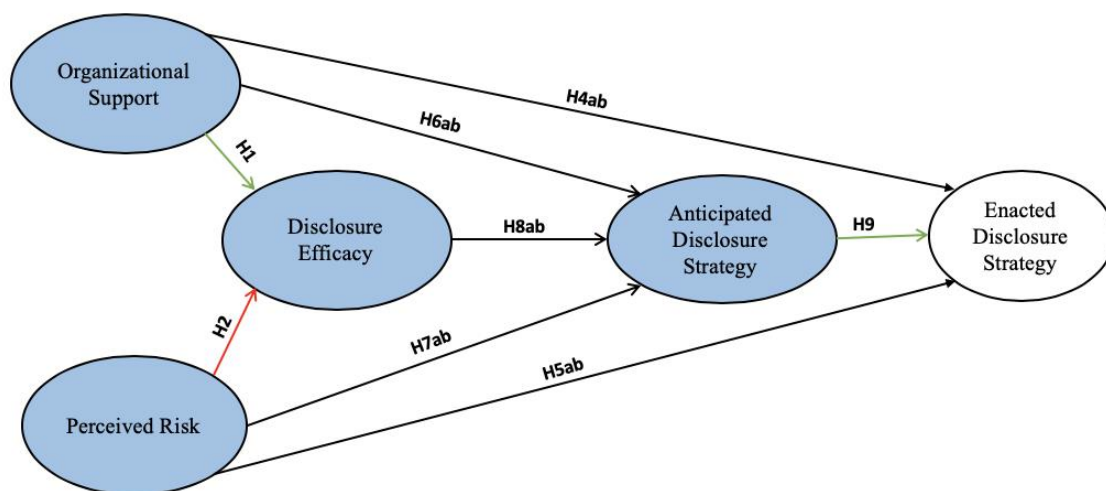 Organizational
Support
H4ab
H6ab
H1
Disclosure
Efficacy
H8ab
Anticipated
Disclosure
Strategy
H9
Enacted
Disclosure
Strategy
H2
H7ab
H5ab
Perceived Risk